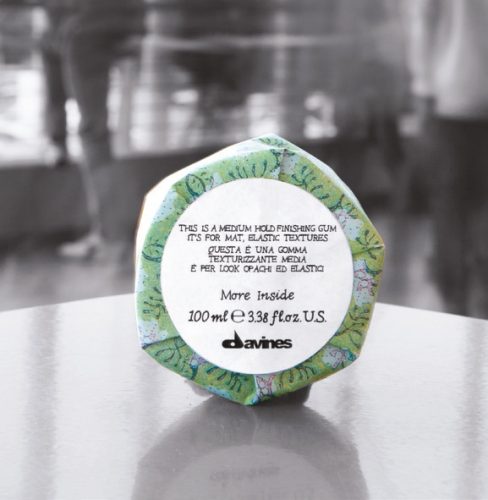 THIS IS A MEDIUM HOLD FINISHING GUM
IT'S FOR MAT, ELASTIC TEXTURES
QUESTA È UNA GOMMA
TEXTURIZZANTE MEDIA
È PER LOOK OPACHI ED ELASTICI
More Inside
100 ml ℮ 3.38 fl.oz. U.S.
davines